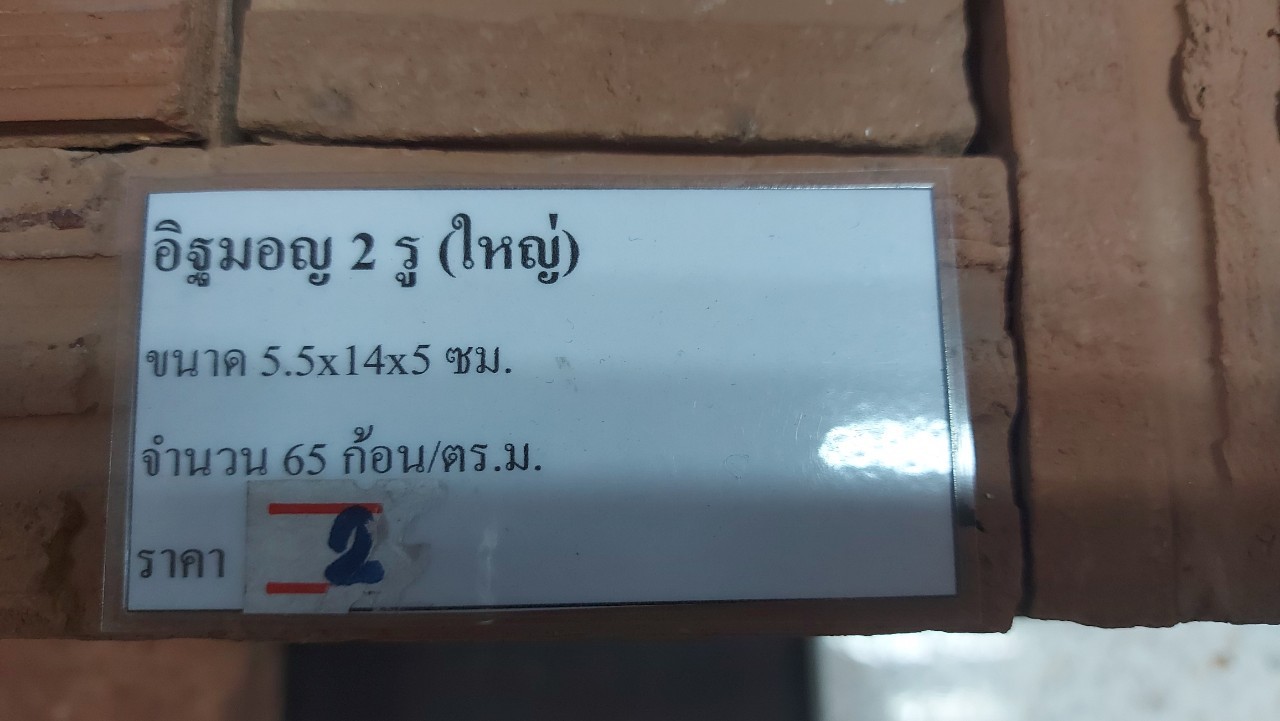 อิฐมอญ 2 รู (ใหญ่)
ขนาด 5.5x14x5 ซม.
จำนวน 65 ก้อน/ตร.ม.
ราคา 2